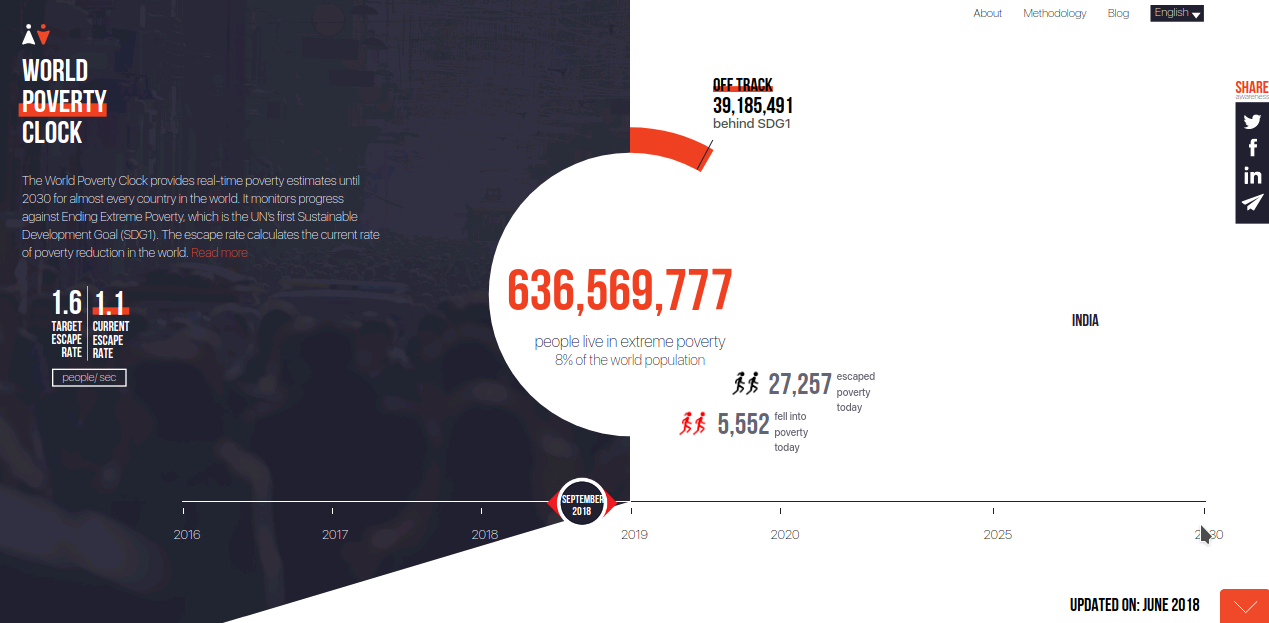 About Methodology Blog English
WORLD
POVERTY
CLOCK
The World Poverty Clock provides real-time poverty estimates until
2030 for almost every country in the world. It monitors progress
against Ending Extreme Poverty, which is the UN's first Sustainable
Development Goal (SDG1). The escape rate calculates the current rate
of poverty reduction in the world. Read more
1.6
TARGET
ESCAPE
RATE
1.1
CURRENT
ESCAPE
RATE
people/ sec
OFF TRACK
39,185,491
behind SDG1
SHARE
awareness
636,569,777
people live in extreme poverty
8% of the world population
INDIA
27,257
escaped
poverty
today
5,552
fell into
poverty
today
SEPTEMBER
2018
2016 2017 2018 2019 2020 2025
UPDATED ON: JUNE 2018